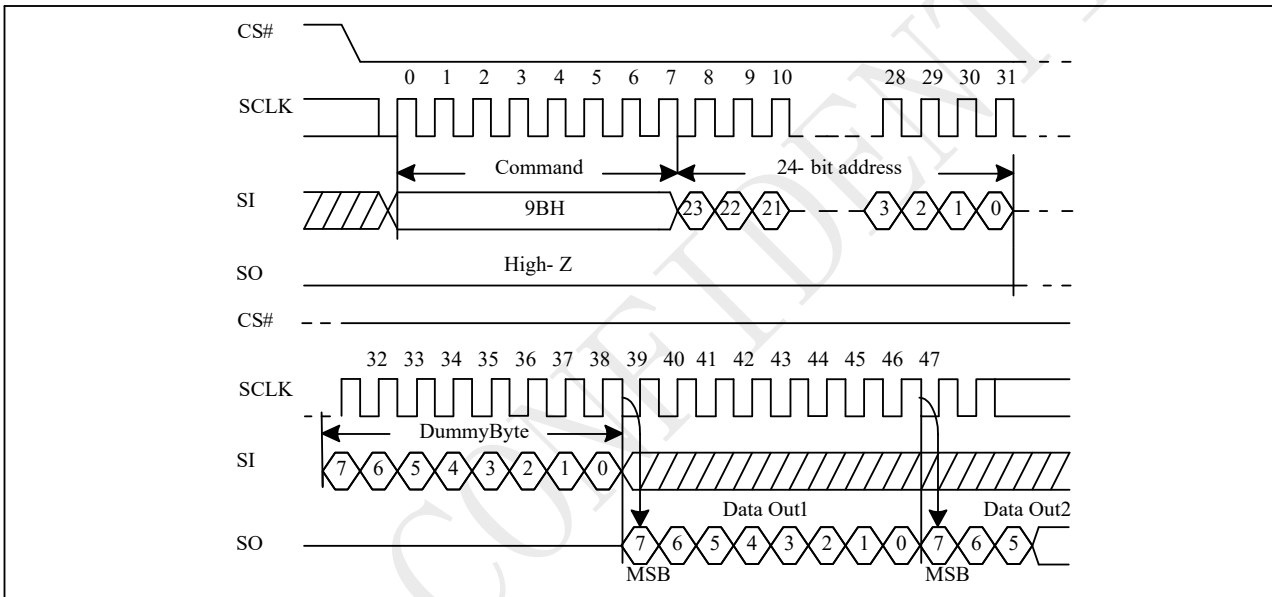 CS#
0 1 2 3 4 5 6 7 8 9 10 28 29 30 31
SCLK
Command 24- bit address
SI 9BH 23 22 21 3 2 1 0
SO High- Z
CS#
32 33 34 35 36 37 38 39 40 41 42 43 44 45 46 47
SCLK
DummyByte
SI 7 6 5 4 3 2 1 0
Data Out1 Data Out2
SO 7 6 5 4 3 2 1 0 7 6 5
MSB MSB
CONFIDENT